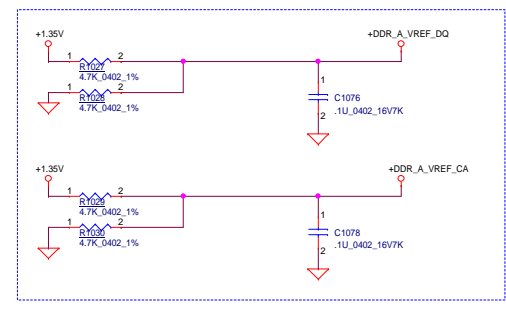 +1.35V
+DDR_A_VREF_DQ
1 2
R1027
4.7K_0402_1%
1 2
R1028
4.7K_0402_1%
1
C1076
.1U_0402_16V7K
2
+1.35V
+DDR_A_VREF_CA
1 2
R1029
4.7K_0402_1%
1 2
R1030
4.7K_0402_1%
1
C1078
.1U_0402_16V7K
2